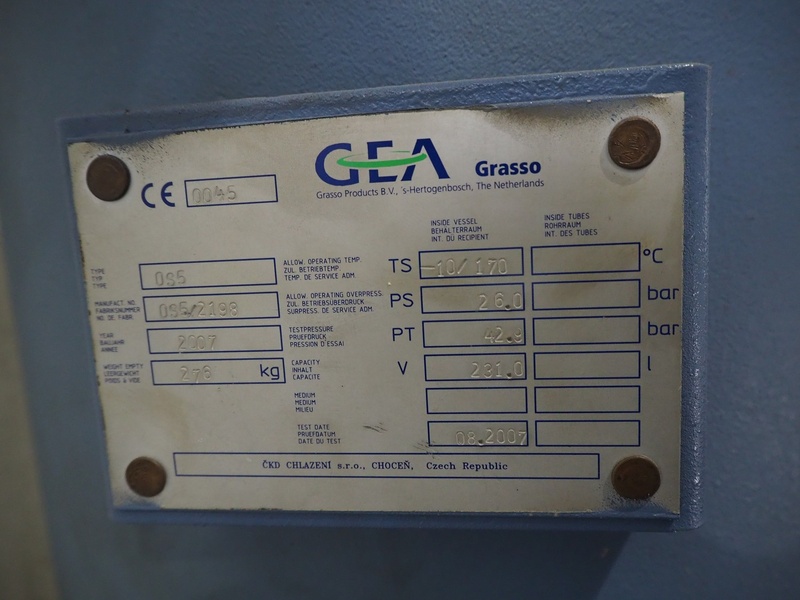 GEA Grasso
Grasso Products B.V., 's-Hertogenbosch, The Netherlands
CE 0045
INSIDE VESSEL
BEHALTERRAUM
INT. DU RECIPIENT
INSIDE TUBES
ROHRRAUM
INT. DES TUBES
TYPE
TYP
TYPE
OS5
ALLOW. OPERATING TEMP.
ZUL. BETRIEBTEMP.
TEMP. DE SERVICE ADM.
TS -10/170 °C
MANUFACT. NO.
FABRIKSNUMMER
NO. DE FABR.
OS5/2198
ALLOW. OPERATING OVERPRESS.
ZUL. BETRIEBSÜBERDRUCK
SURPRESS. DE SERVICE ADM.
PS 26.0 bar
YEAR
BAUJAHR
ANNEE
2007
TESTPRESSURE
PRUEFDRUCK
PRESSION D'ESSAI
PT bar
WEIGHT EMPTY
LEERGEWICHT
POIDS A VIDE
276 kg
CAPACITY
INHALT
CAPACITE
V 231.0 l
MEDIUM
MEDIUM
MILIEU
TEST DATE
PRUEFDATUM
DATE DU TEST
08.2007
ČKD CHLAZENÍ s.r.o., CHOCEŇ, Czech Republic